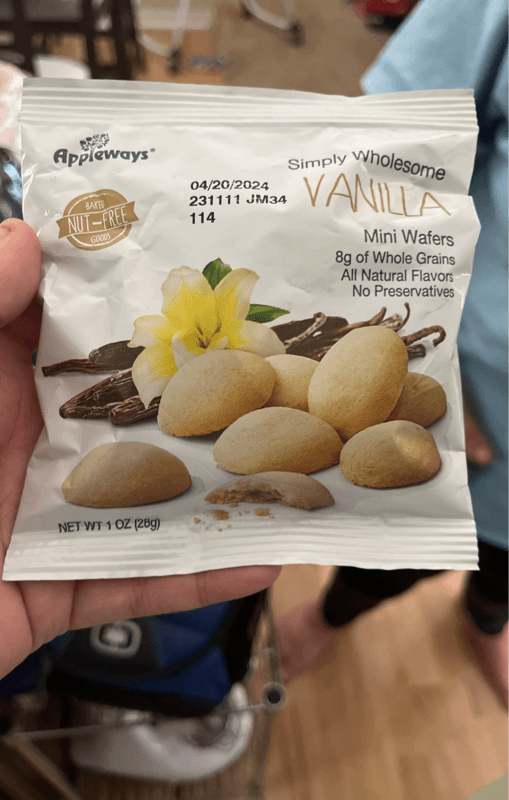 Appleways®
BAKED
NUT-FREE
GOODS
04/20/2024
231111 JM34
114
Simply Wholesome
VANILLA
Mini Wafers
8g of Whole Grains
All Natural Flavors
No Preservatives
NET WT 1 OZ (28g)